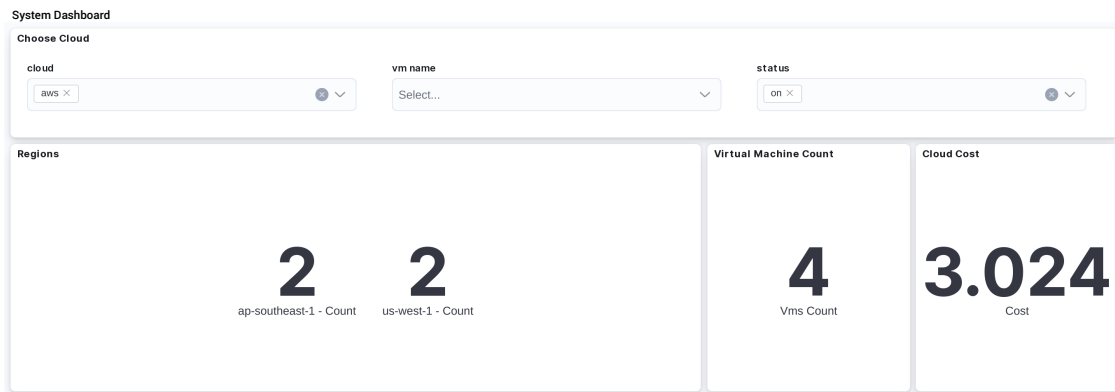 System Dashboard
Choose Cloud
cloud
vm name
status
aws
Select...
on
Regions
2
ap-southeast-1 - Count
2
us-west-1 - Count
Virtual Machine Count
4
Vms Count
Cloud Cost
3.024
Cost